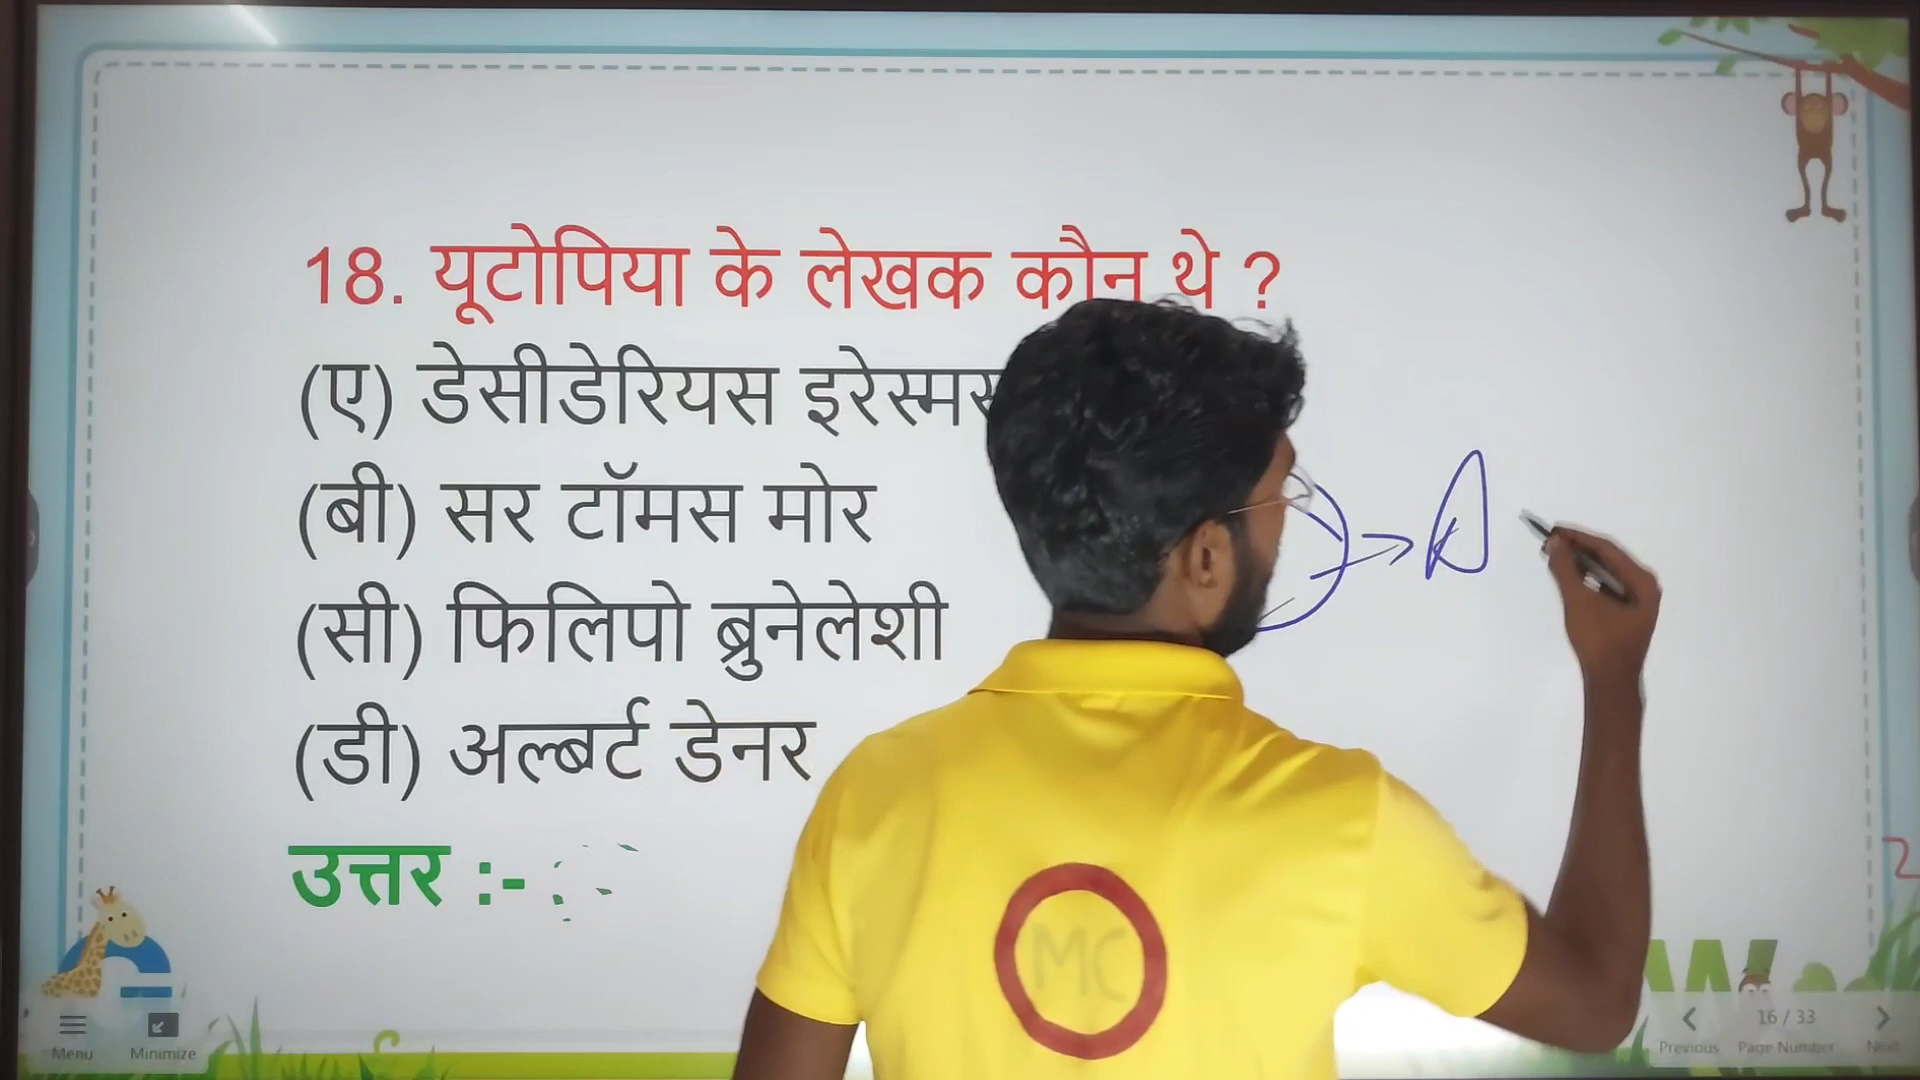 18. यूटोपिया के लेखक कौन थे ?
(ए) डेसीडेरियस इरेस्मस
(बी) सर टॉमस मोर
(सी) फिलिपो ब्रुनेलेशी
(डी) अल्बर्ट डेनर
उत्तर :-
MC
Menu
Minimize
16 / 33
Previous
Page Number
Next